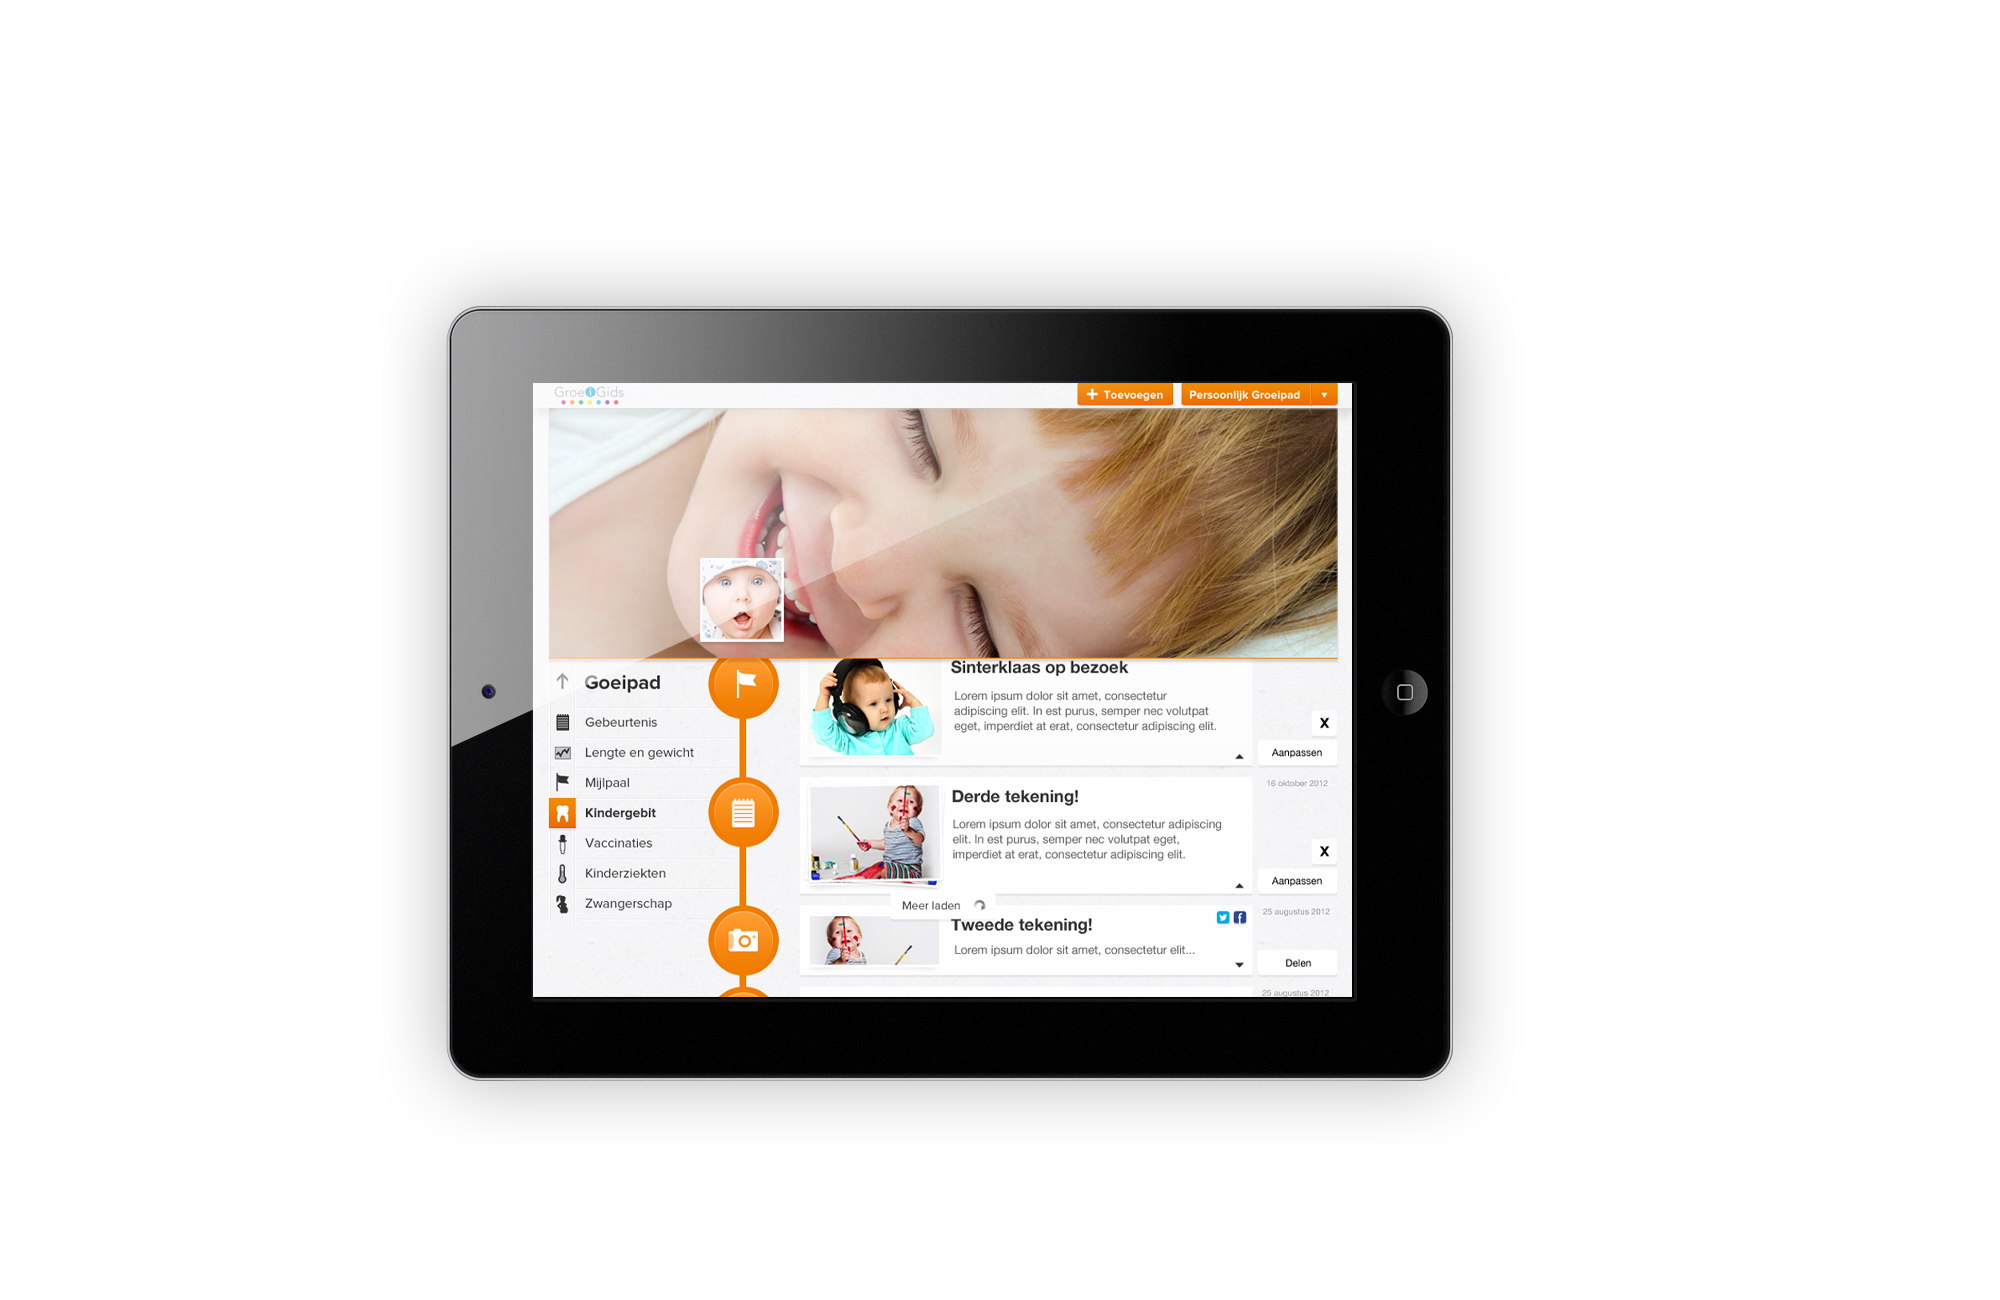 GroeiGids
Toevoegen
Persoonlijk Groeipad
Goeipad
Gebeurtenis
Lengte en gewicht
Mijlpaal
Kindergebit
Vaccinaties
Kinderziekten
Zwangerschap
Sinterklaas op bezoek
Lorem ipsum dolor sit amet, consectetur
adipiscing elit. In est purus, semper nec volutpat
eget, imperdiet at erat, consectetur adipiscing elit.
X
Aanpassen
16 oktober 2012
Derde tekening!
Lorem ipsum dolor sit amet, consectetur adipiscing
elit. In est purus, semper nec volutpat eget,
imperdiet at erat, consectetur adipiscing elit.
X
Aanpassen
25 augustus 2012
Meer laden
Tweede tekening!
Lorem ipsum dolor sit amet, consectetur elit...
Delen
25 augustus 2012